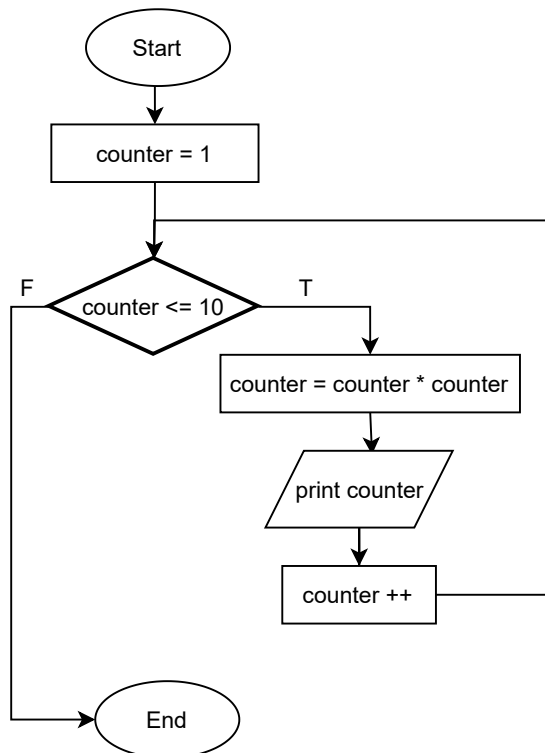 Start
counter = 1
F
T
counter <= 10
counter = counter * counter
print counter
counter ++
End